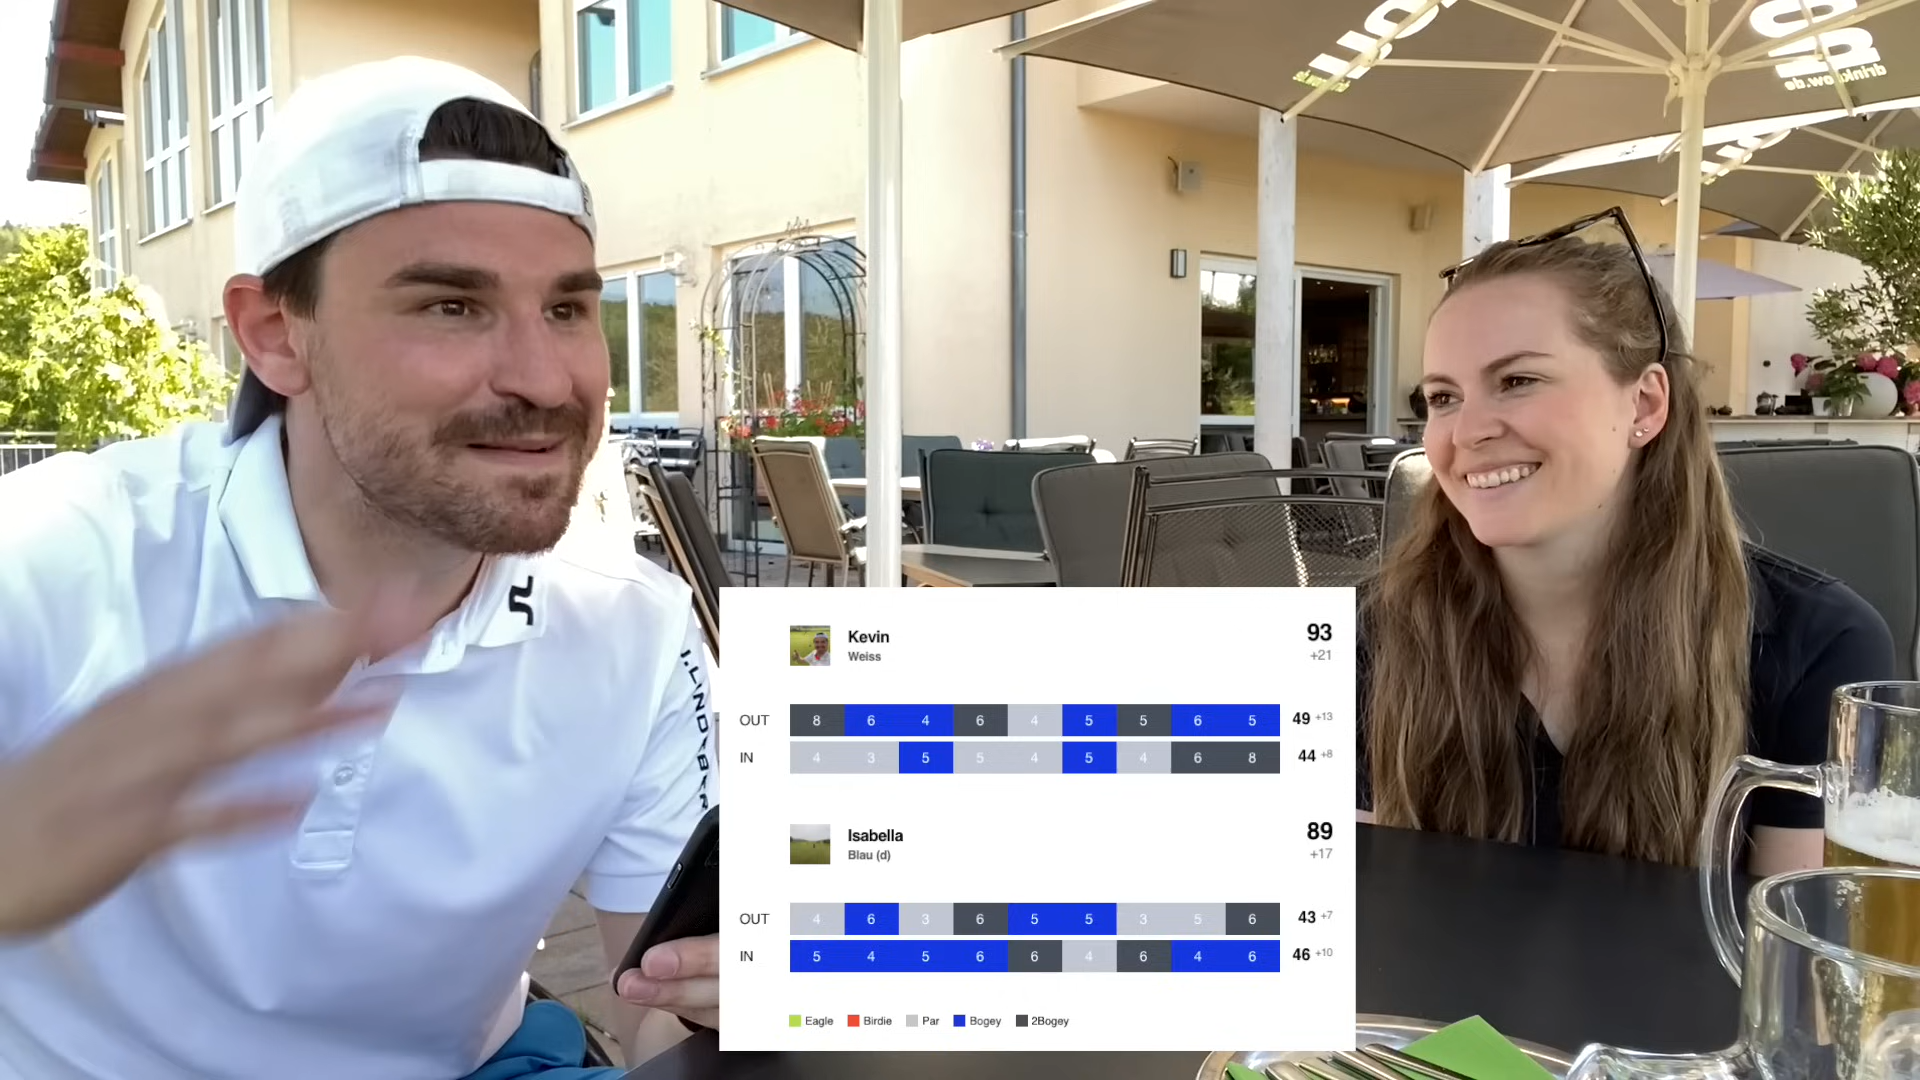 drinknow.de
J.LINDEBER
Kevin
Weiss
93
+21
OUT 8 6 4 6 4 5 5 6 5 49 +13
IN 4 3 5 5 4 5 4 6 8 44 +8
Isabella
Blau (d)
89
+17
OUT 4 6 3 6 5 5 3 5 6 43 +7
IN 5 4 5 6 6 4 6 4 6 46 +10
Eagle Birdie Par Bogey 2Bogey